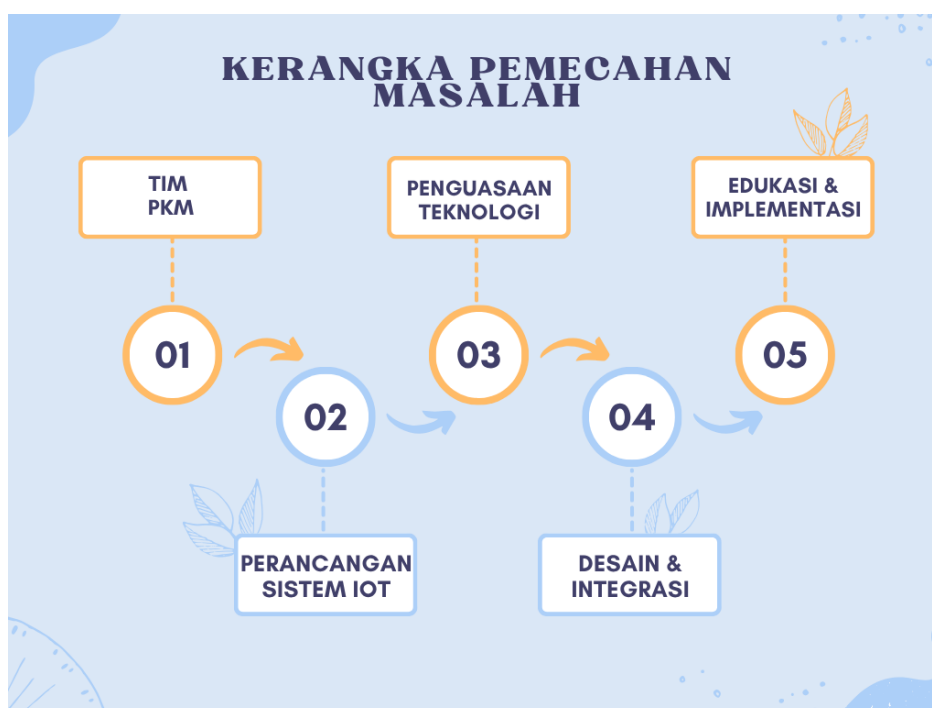 KERANGKA PEMECAHAN
MASALAH
TIM
PKM
01
PERANCANGAN
SISTEM IOT
02
PENGUASAAN
TEKNOLOGI
03
DESAIN &
INTEGRASI
04
EDUKASI &
IMPLEMENTASI
05